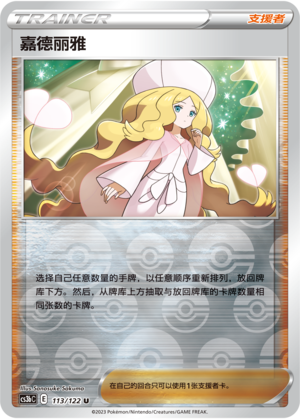 TRAINER
支援者
嘉德丽雅
选择自己任意数量的手牌，以任意顺序重新排列，放回牌
库下方。然后，从牌库上方抽取与放回牌库的卡牌数量相
同张数的卡牌。
Illus. Sanosuke Sakuma
CS3bC C 113/122 U
在自己的回合只可以使用1张支援者卡。
©2023 Pokémon/Nintendo/Creatures/GAME FREAK.